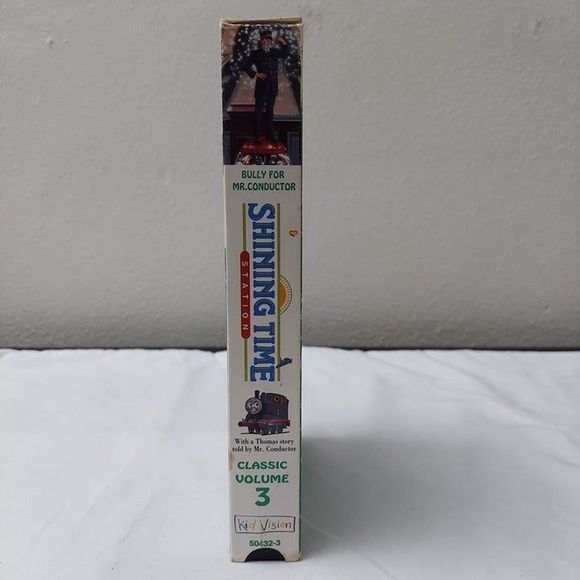 BULLY FOR
MR.CONDUCTOR
SHINING TIME
STATION
With a Thomas story
told by Mr. Conductor
CLASSIC
VOLUME
3
Kid Vision
50432-3